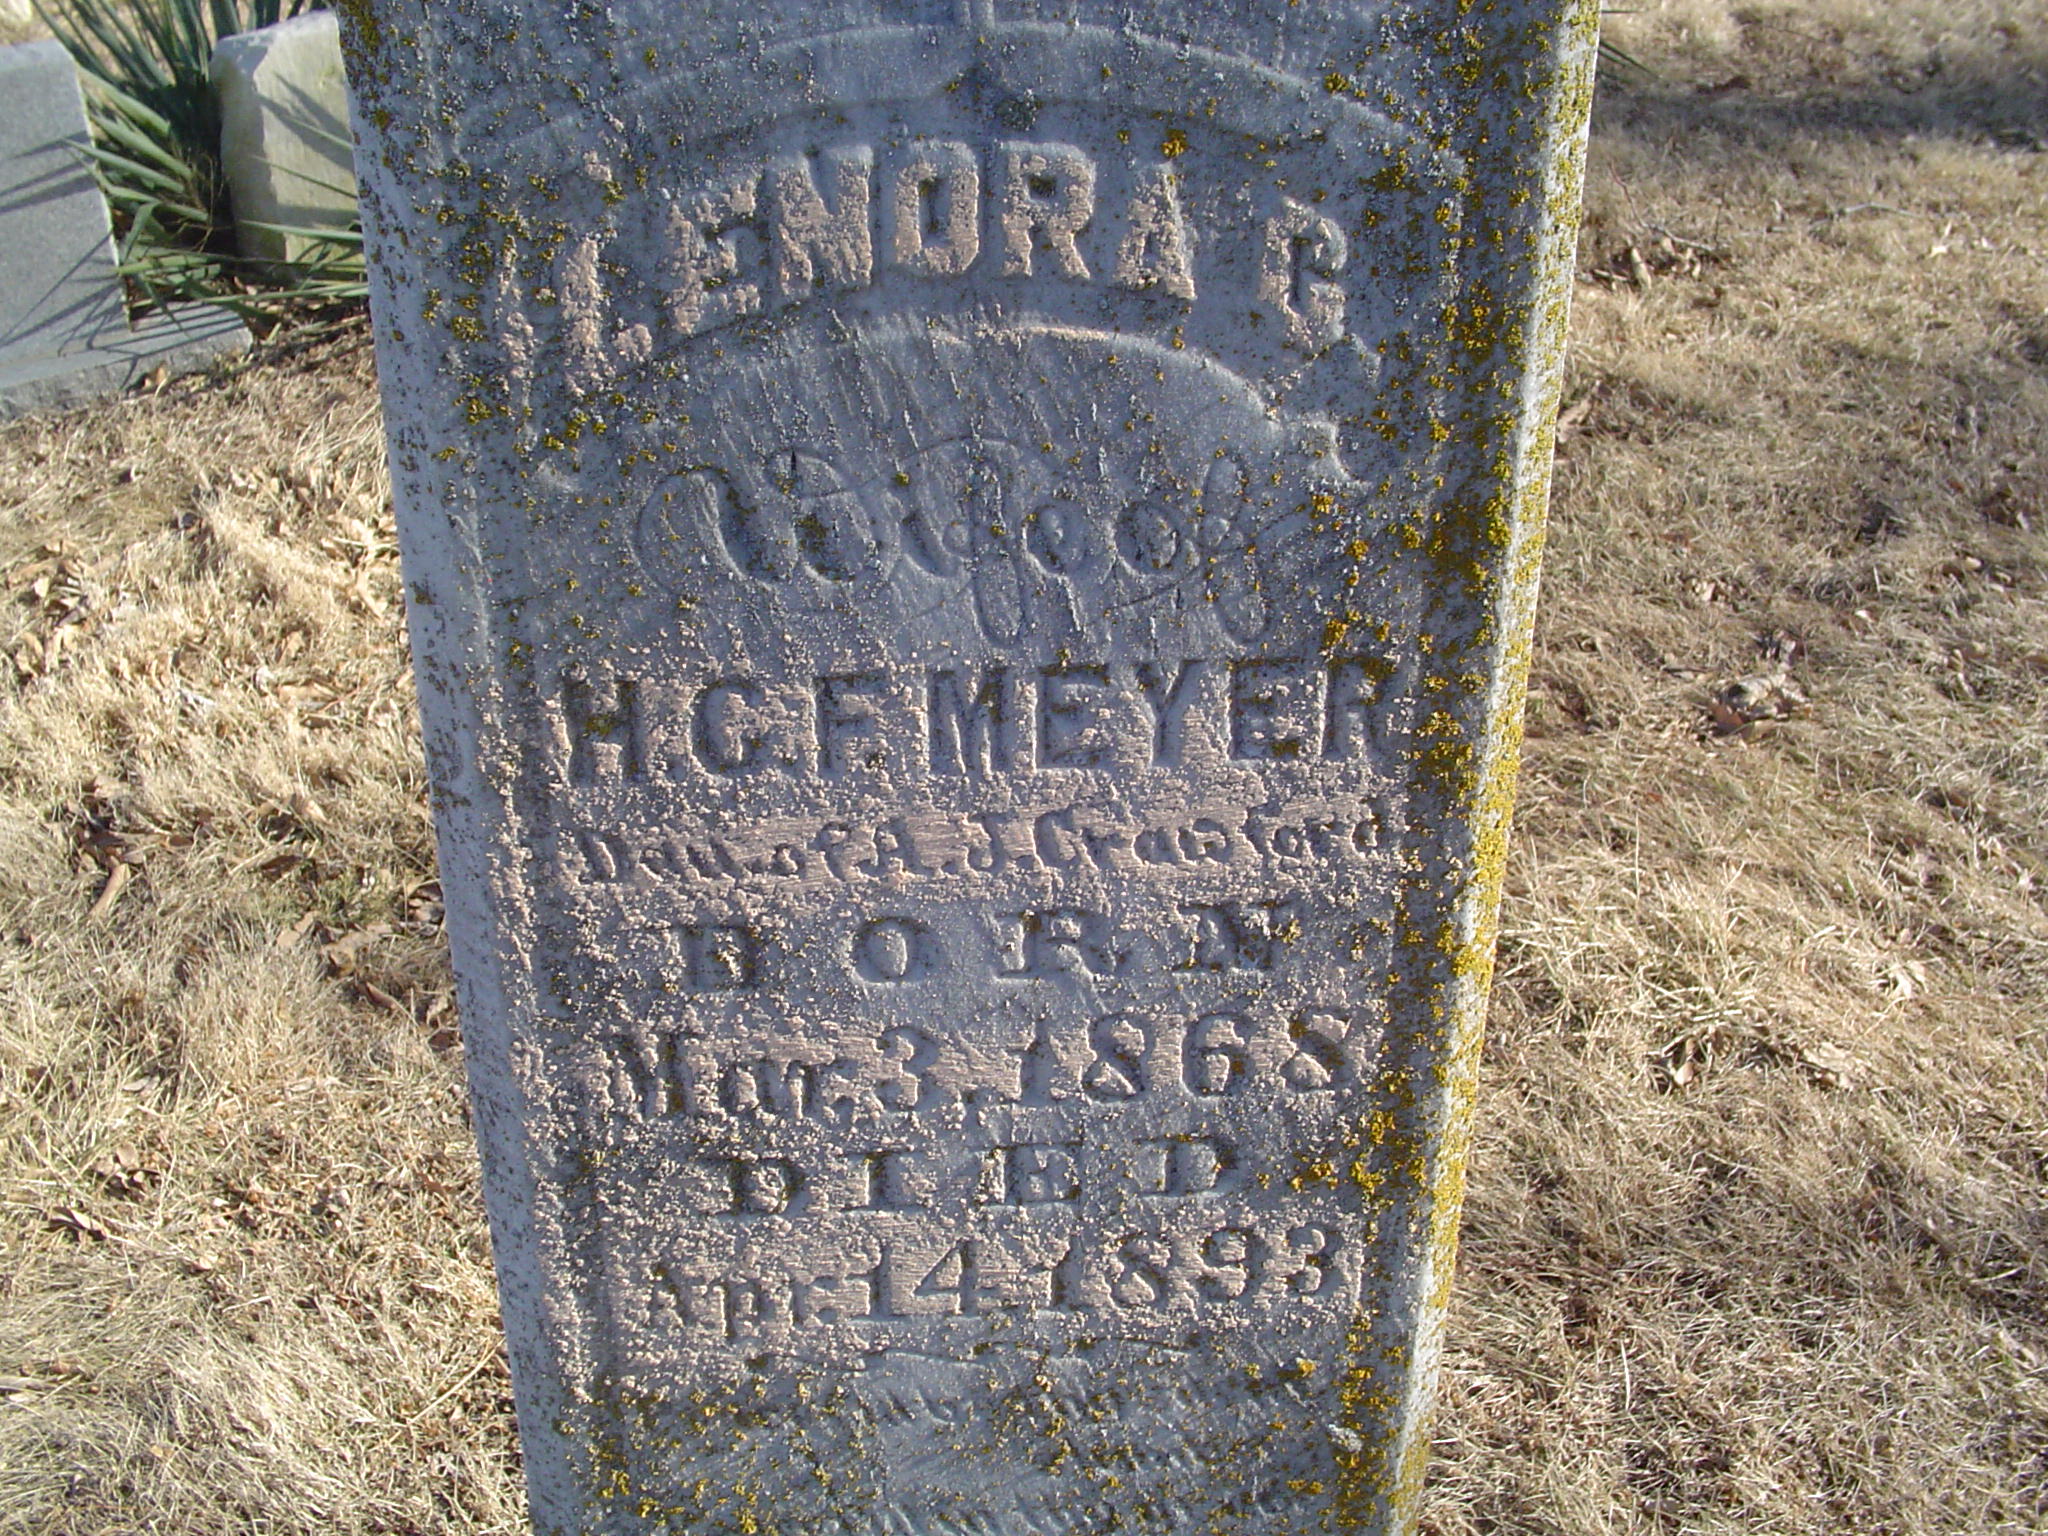 LENORA C
Wife of
H.C.F. MEYER
Dau. of A.J. Crawford
BORN
Mar. 3, 1868
DIED
Apr. 14, 1893